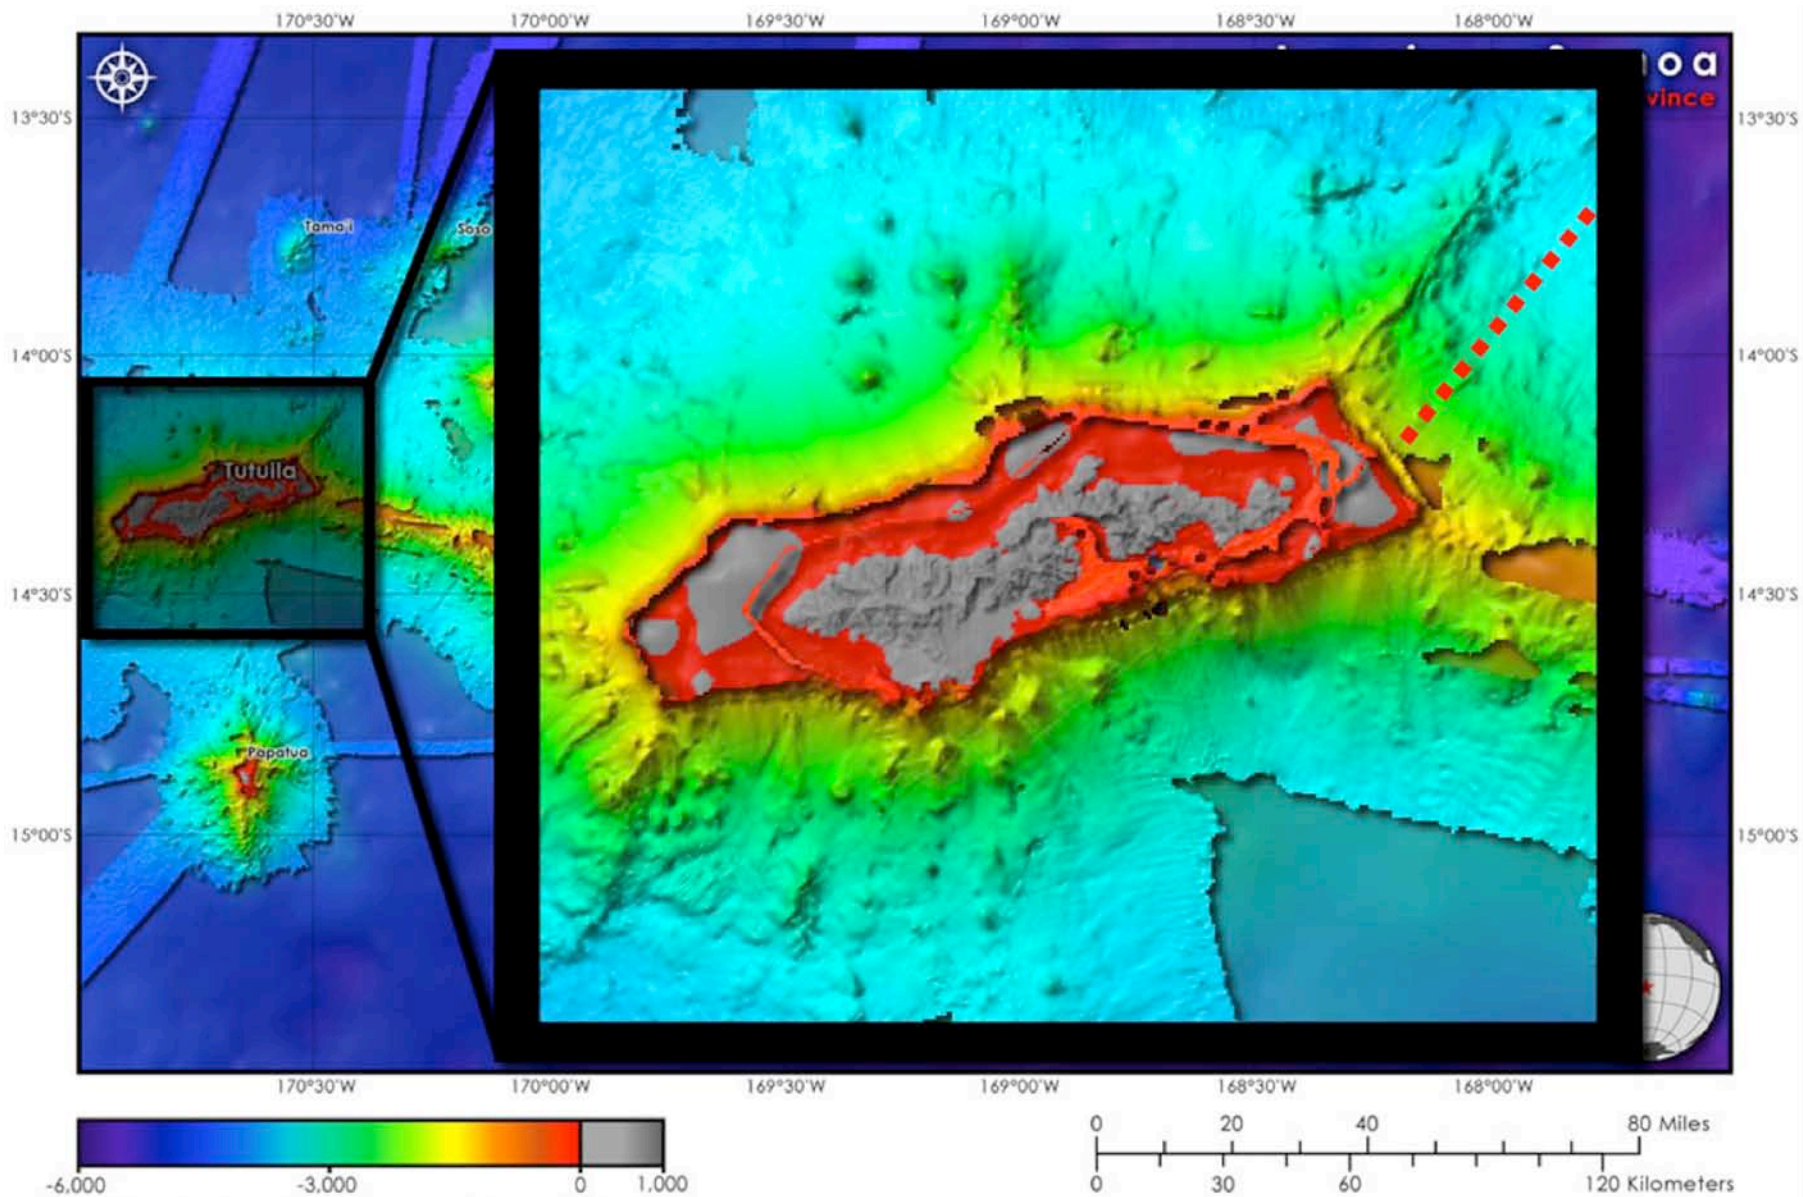 170°30'W 170°00'W 169°30'W 169°00'W 168°30'W 168°00'W
oa
vince
13°30'S 13°30'S
Tama'i Soso
14°00'S 14°00'S
Tutuila
14°30'S 14°30'S
Papatua
15°00'S 15°00'S
170°30'W 170°00'W 169°30'W 169°00'W 168°30'W 168°00'W
0 20 40 80 Miles
-6,000 -3,000 0 1,000
0 30 60 120 Kilometers